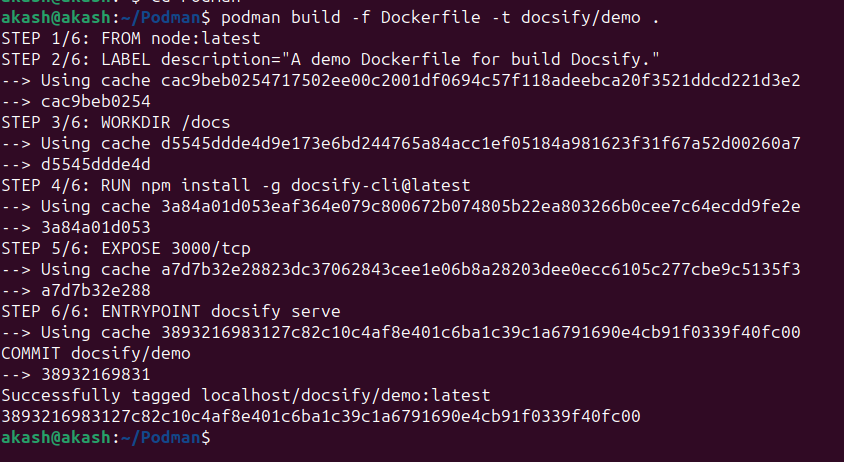 akash@akash:~/Podman$ podman build -f Dockerfile -t docsify/demo .
STEP 1/6: FROM node:latest
STEP 2/6: LABEL description="A demo Dockerfile for build Docsify."
--> Using cache cac9beb0254717502ee00c2001df0694c57f118adeebca20f3521ddcd221d3e2
--> cac9beb0254
STEP 3/6: WORKDIR /docs
--> Using cache d5545ddde4d9e173e6bd244765a84acc1ef05184a981623f31f67a52d00260a7
--> d5545ddde4d
STEP 4/6: RUN npm install -g docsify-cli@latest
--> Using cache 3a84a01d053eaf364e079c800672b074805b22ea803266b0cee7c64ecdd9fe2e
--> 3a84a01d053
STEP 5/6: EXPOSE 3000/tcp
--> Using cache a7d7b32e28823dc37062843cee1e06b8a28203dee0ecc6105c277cbe9c5135f3
--> a7d7b32e288
STEP 6/6: ENTRYPOINT docsify serve
--> Using cache 3893216983127c82c10c4af8e401c6ba1c39c1a6791690e4cb91f0339f40fc00
COMMIT docsify/demo
--> 38932169831
Successfully tagged localhost/docsify/demo:latest
3893216983127c82c10c4af8e401c6ba1c39c1a6791690e4cb91f0339f40fc00
akash@akash:~/Podman$